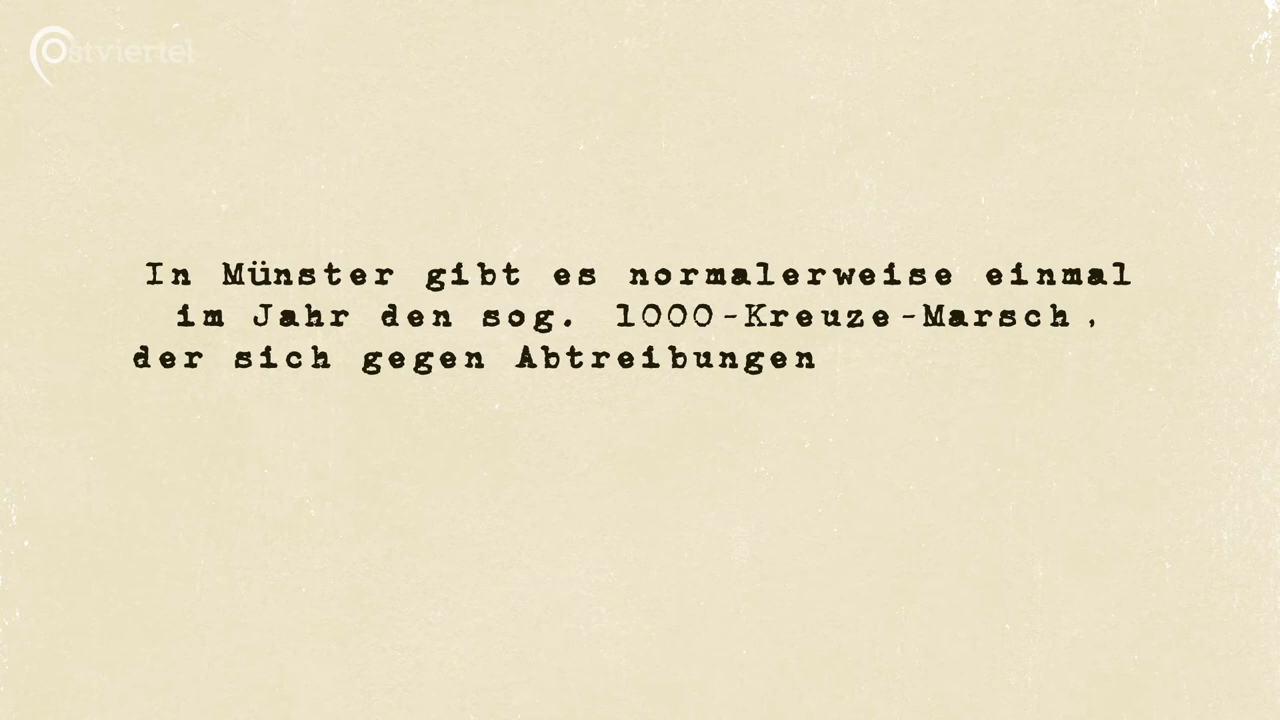 Ostviertel
In Münster gibt es normalerweise einmal
im Jahr den sog. 1000-Kreuze-Marsch,
der sich gegen Abtreibungen